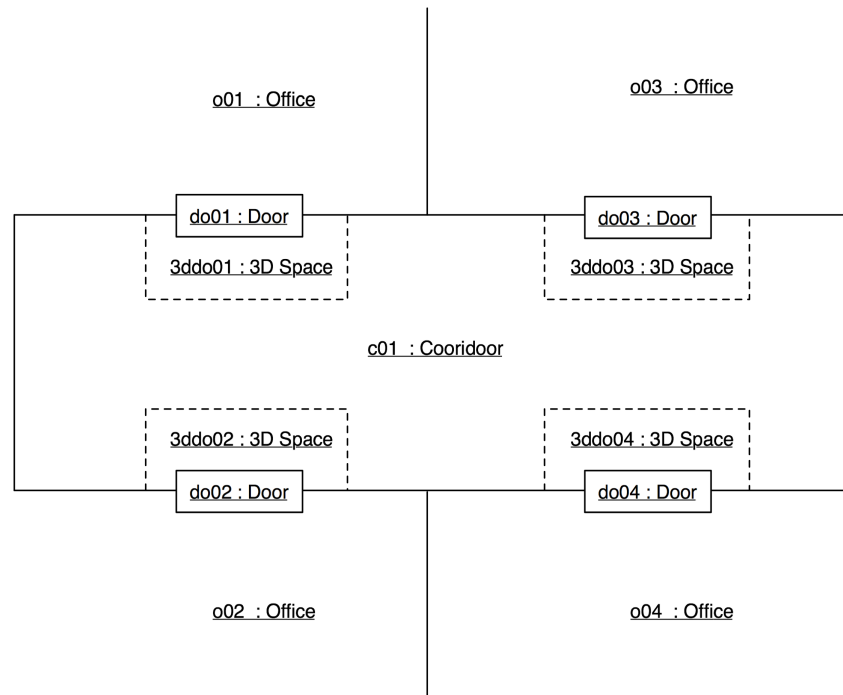 o01 : Office
o03 : Office
do01 : Door
do03 : Door
3ddo01 : 3D Space
3ddo03 : 3D Space
c01 : Cooridoor
3ddo02 : 3D Space
3ddo04 : 3D Space
do02 : Door
do04 : Door
o02 : Office
o04 : Office